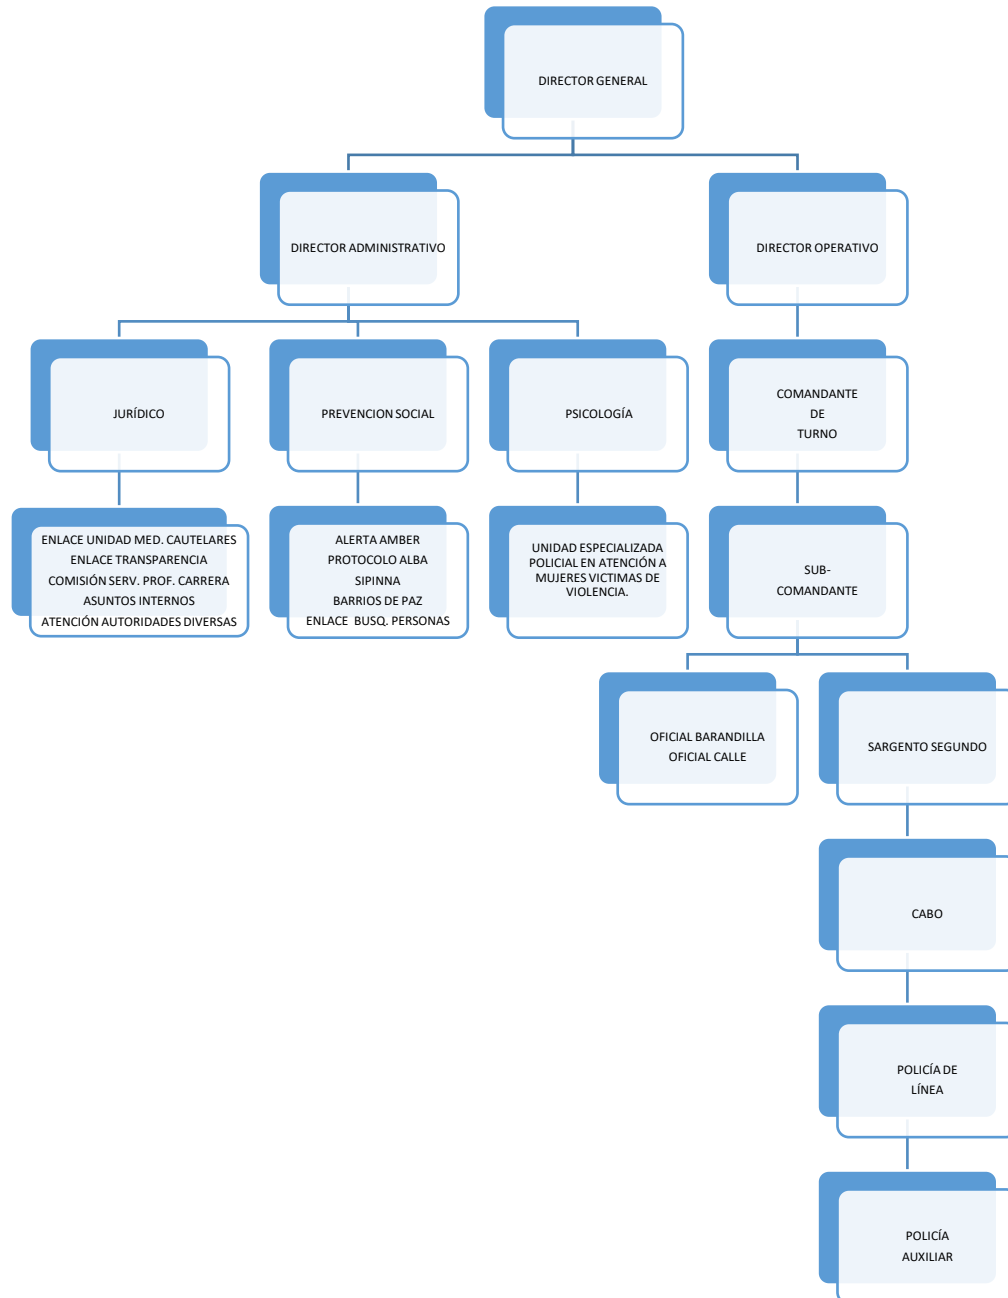 DIRECTOR GENERAL
DIRECTOR ADMINISTRATIVO
DIRECTOR OPERATIVO
JURÍDICO
PREVENCION SOCIAL
PSICOLOGÍA
COMANDANTE
DE
TURNO
ENLACE UNIDAD MED. CAUTELARES
ENLACE TRANSPARENCIA
COMISIÓN SERV. PROF. CARRERA
ASUNTOS INTERNOS
ATENCIÓN AUTORIDADES DIVERSAS
ALERTA AMBER
PROTOCOLO ALBA
SIPINNA
BARRIOS DE PAZ
ENLACE BUSQ. PERSONAS
UNIDAD ESPECIALIZADA
POLICIAL EN ATENCIÓN A
MUJERES VICTIMAS DE
VIOLENCIA.
SUB-
COMANDANTE
OFICIAL BARANDILLA
OFICIAL CALLE
SARGENTO SEGUNDO
CABO
POLICÍA DE
LÍNEA
POLICÍA
AUXILIAR